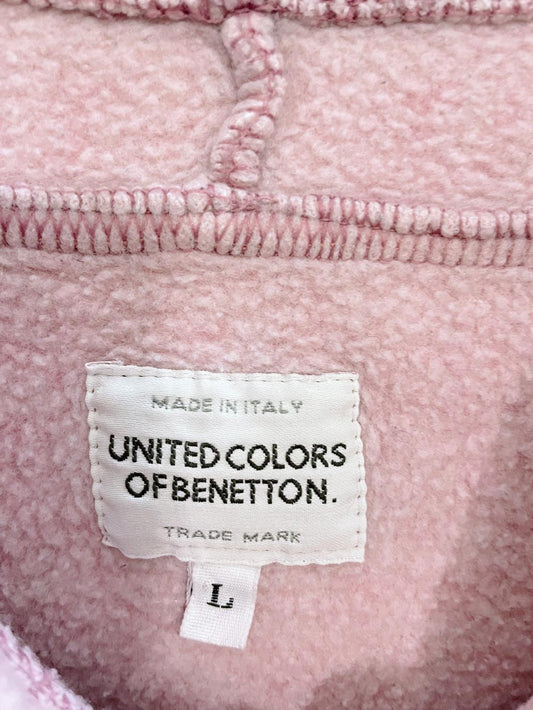 MADE IN ITALY
UNITED COLORS
OF BENETTON.
TRADE MARK
L